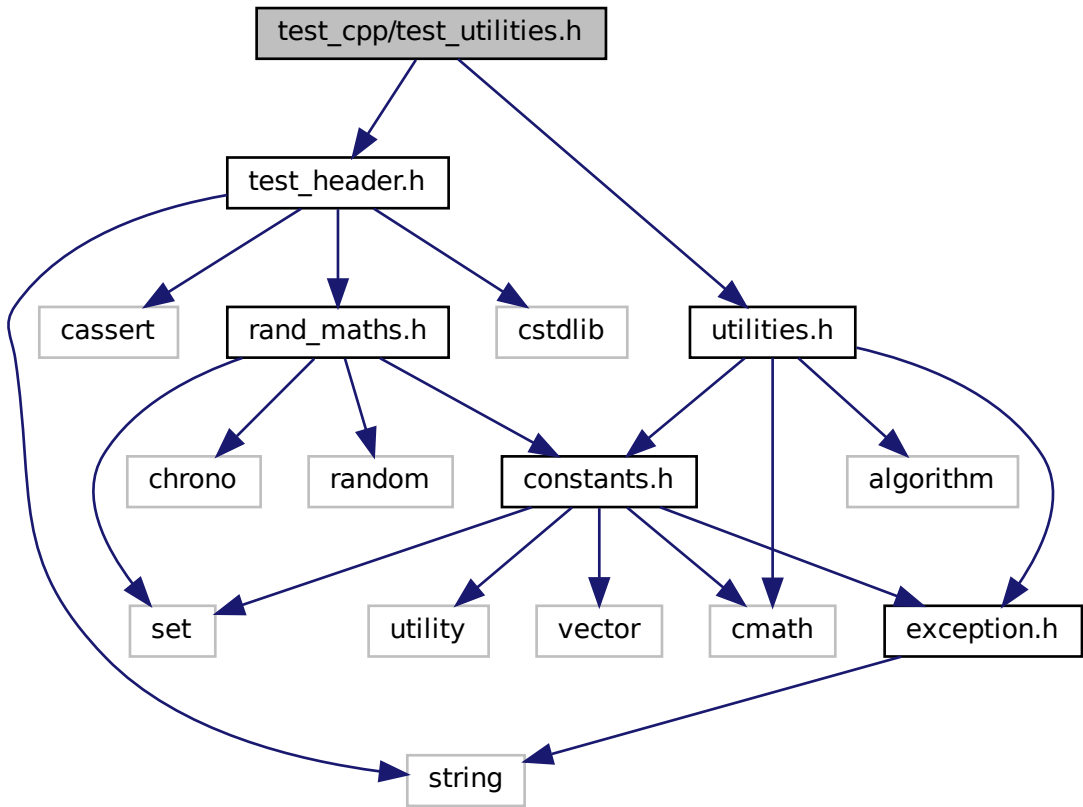 test_cpp/test_utilities.h
test_header.h
cassert
rand_maths.h
cstdlib
utilities.h
chrono
random
constants.h
algorithm
set
utility
vector
cmath
exception.h
string